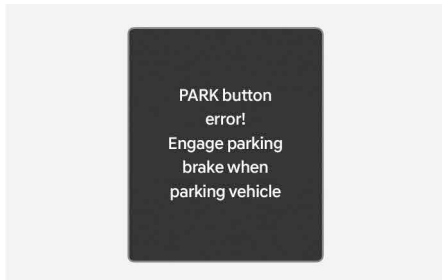 PARK button
error!
Engage parking
brake when
parking vehicle